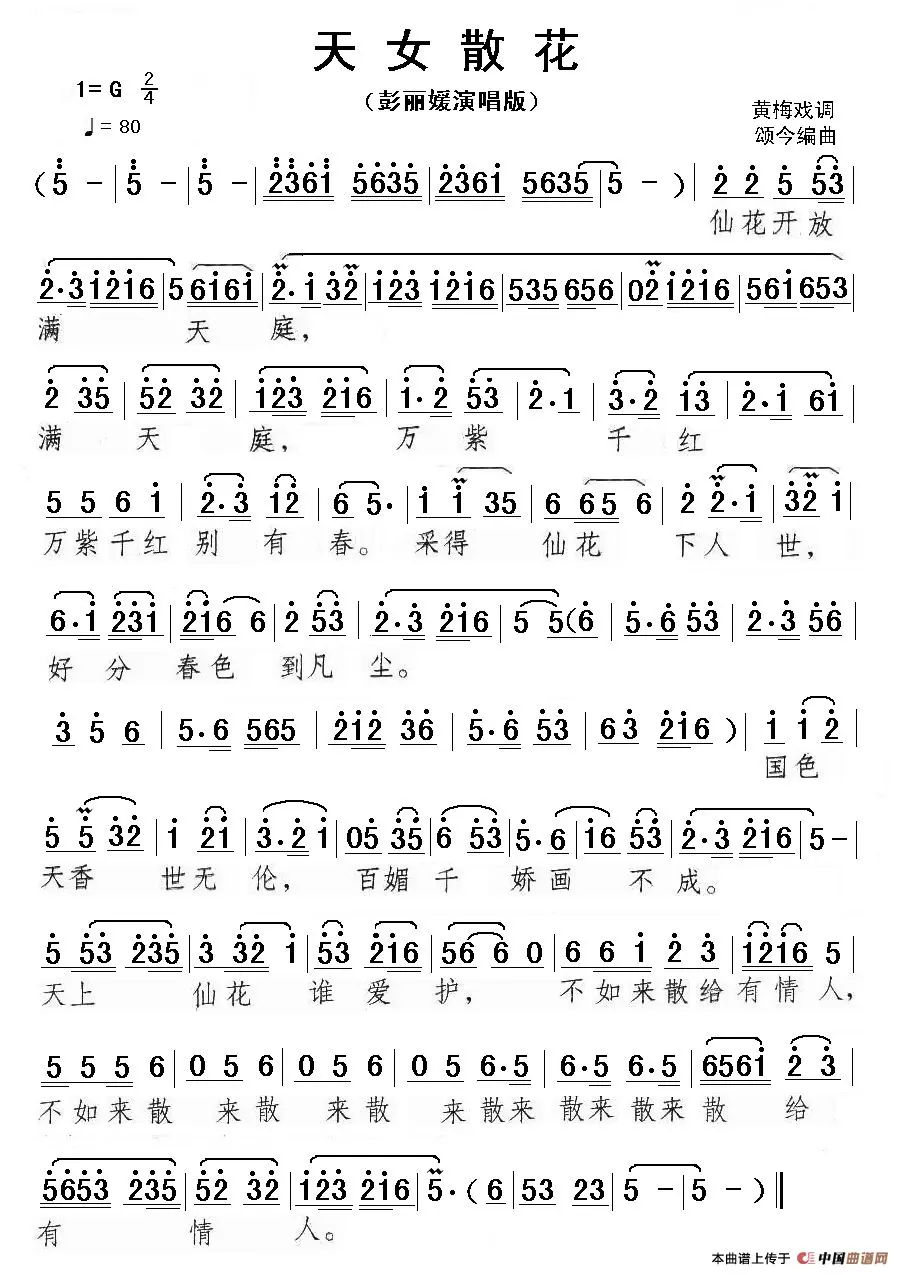 天女散花
1=G 2/4
（彭丽媛演唱版）
♩=80
黄梅戏调
颂今编曲
(5 - | 5 - | 5 - | 2361 5635 | 2361 5635 | 5 - ) | 2 2 5 53 |
仙花开放
2·3 1216 | 5 6161 | 2·1 32 | 123 1216 | 535 656 | 02 1216 | 561653 |
满 天 庭，
2 35 | 52 32 | 123 216 | 1·2 53 | 2·1 | 3·2 13 | 2·1 61 |
满 天 庭， 万 紫 千 红
5 5 6 1 | 2·3 12 | 6 5· | 1 1 35 | 6 65 6 | 2 2·1 | 32 1 |
万紫千红 别 有 春。 采得 仙花 下人 世，
6·1 231 | 216 6 | 2 53 | 2·3 216 | 5 5(6 | 5·6 53 | 2·3 56 |
好 分 春色 到凡 尘。
3 5 6 | 5·6 565 | 212 36 | 5·6 53 | 63 216 ) | 1 1 2 |
国色
5 5 32 | 1 21 | 3·2 1 | 05 35 | 6 53 | 5·6 | 16 53 | 2·3 216 | 5- |
天香 世无 伦， 百媚 千 娇画 不 成。
5 53 235 | 3 32 1 | 53 216 | 56 6 0 | 6 6 1 2 3 | 1216 5 |
天上 仙花 谁 爱 护， 不如来散给有情人，
5 5 5 6 | 0 5 6 | 0 5 6 | 0 5 6·5 | 6·5 6·5 | 6561 2 3 |
不如来散 来散 来散 来散来 散来散来散 给
5653 235 | 52 32 | 123 216 | 5·(6 | 53 23 | 5 - | 5 - ) ‖
有 情 人。
本曲谱上传于 中国曲谱网